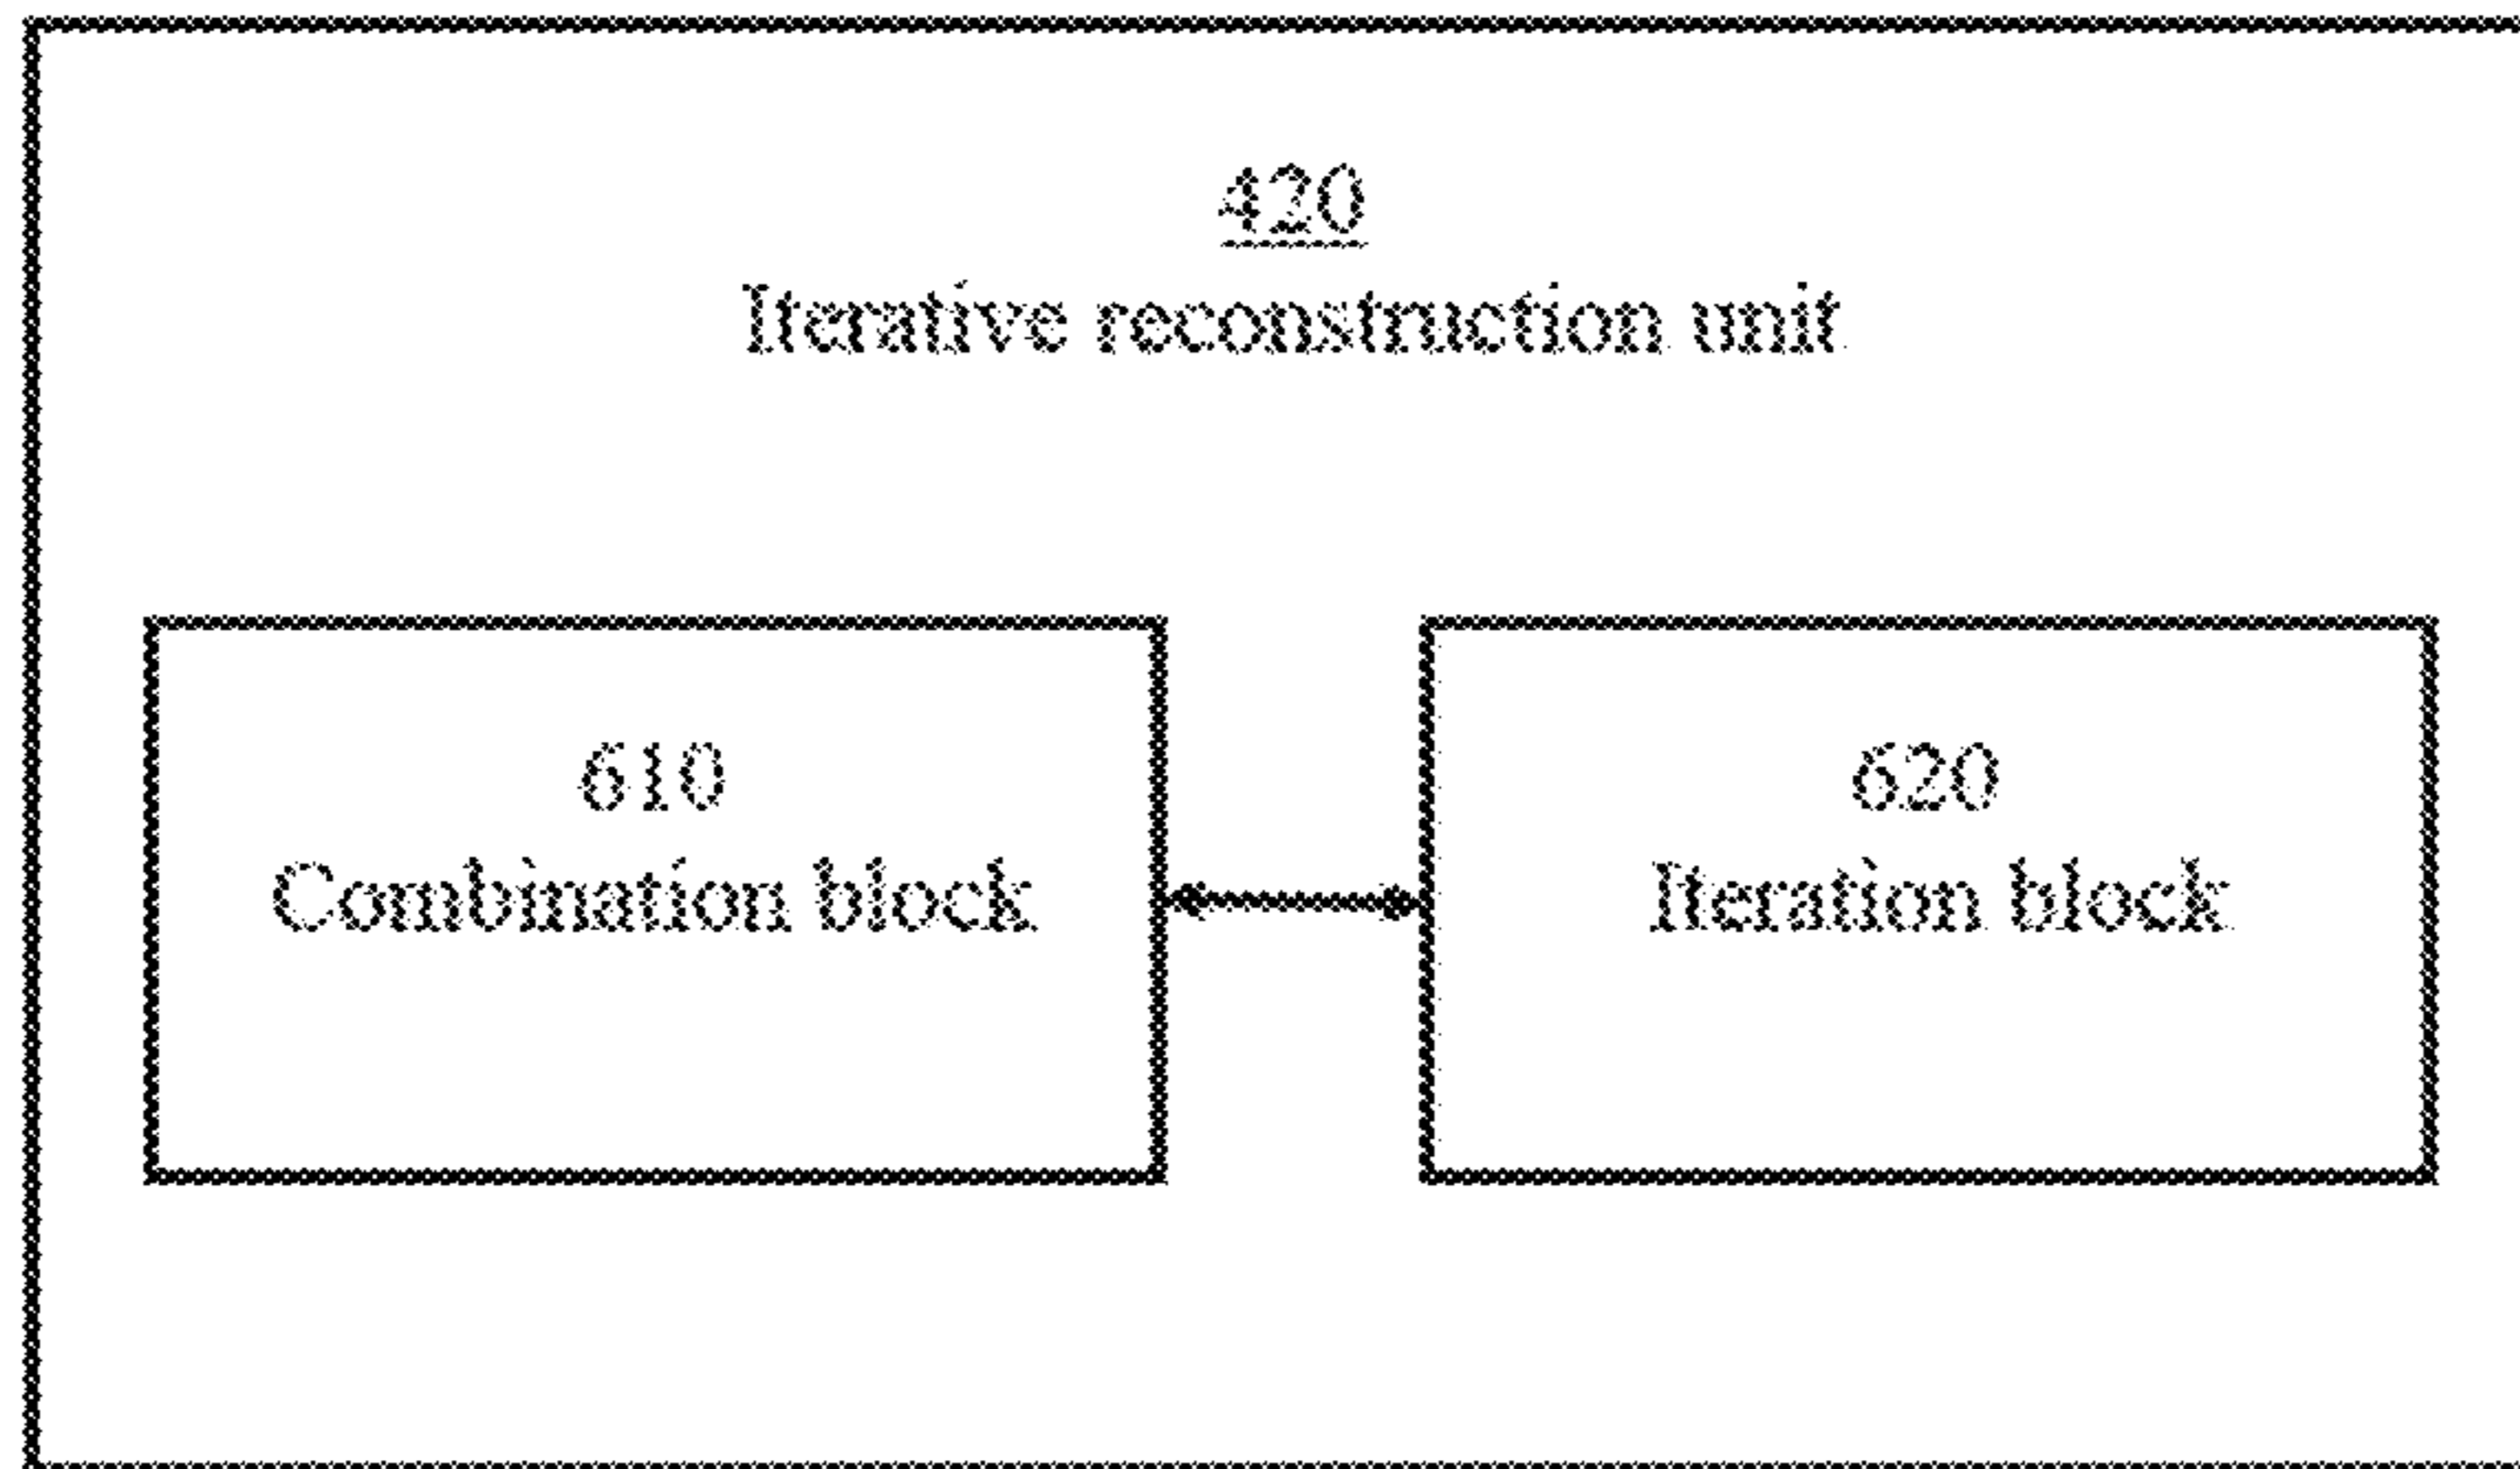 420
Iterative reconstruction unit
610
Combination block
620
Iteration block